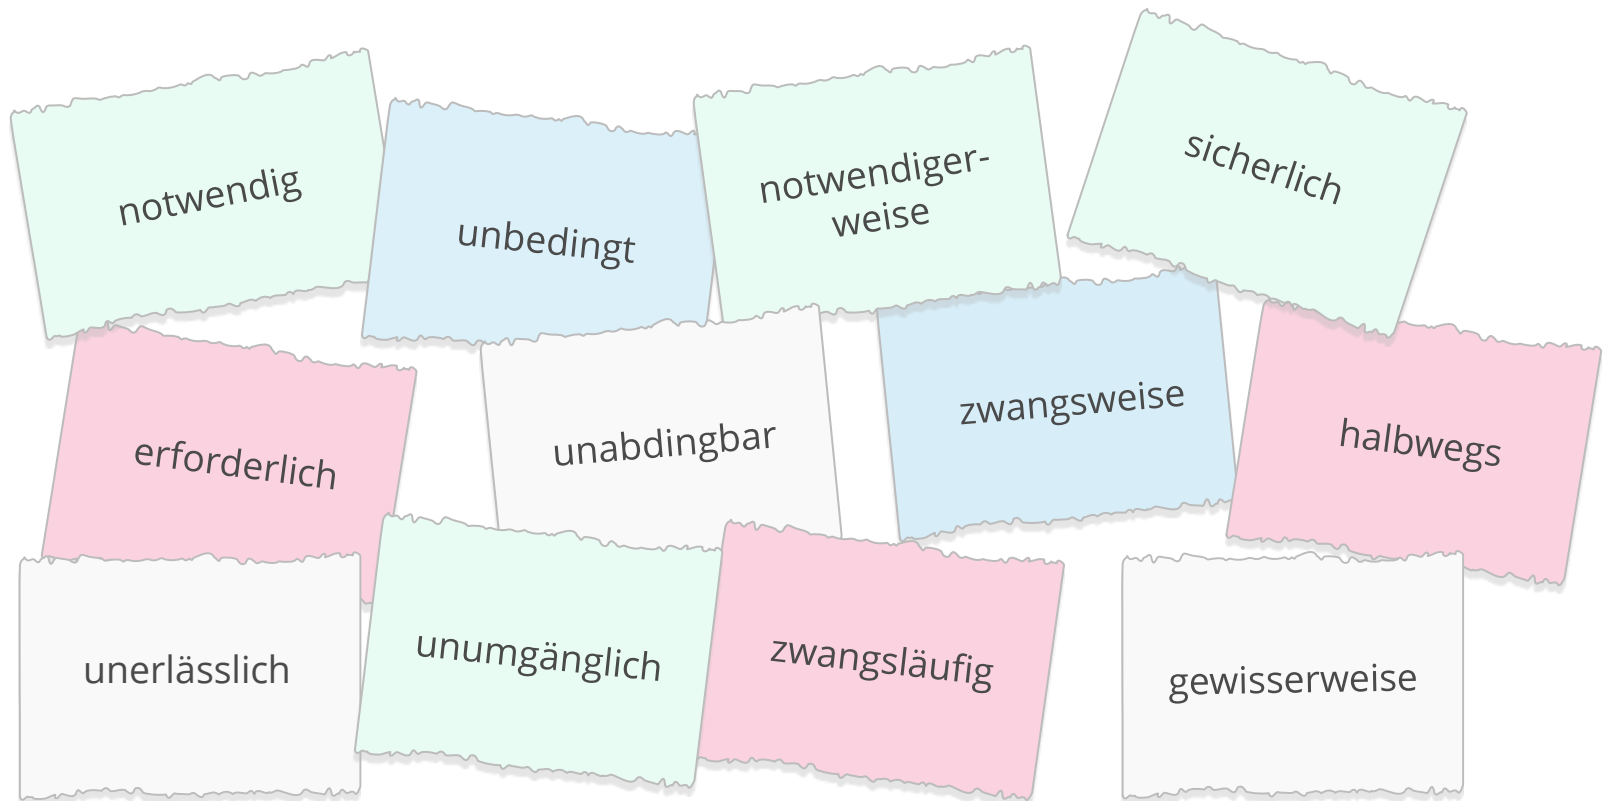 notwendig
unbedingt
notwendiger-
weise
sicherlich
erforderlich
unabdingbar
zwangsweise
halbwegs
unerlässlich
unumgänglich
zwangsläufig
gewisserweise